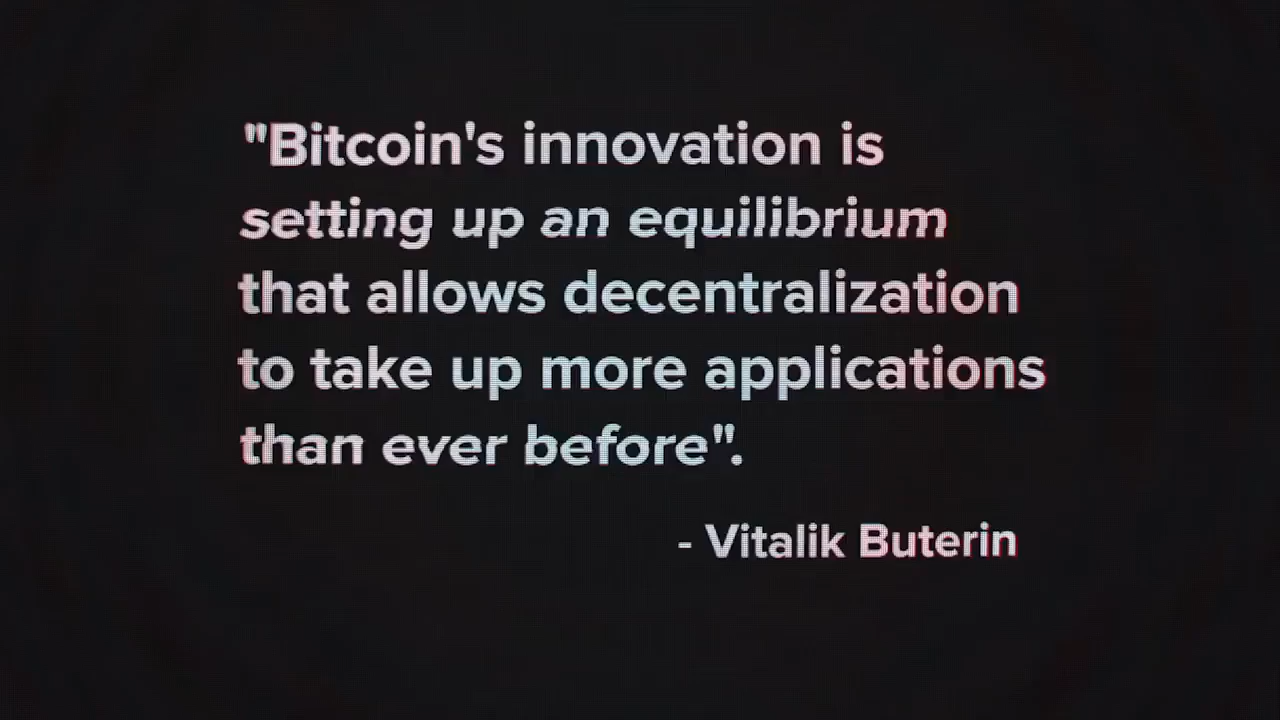 "Bitcoin's innovation is
setting up an equilibrium
that allows decentralization
to take up more applications
than ever before".
- Vitalik Buterin